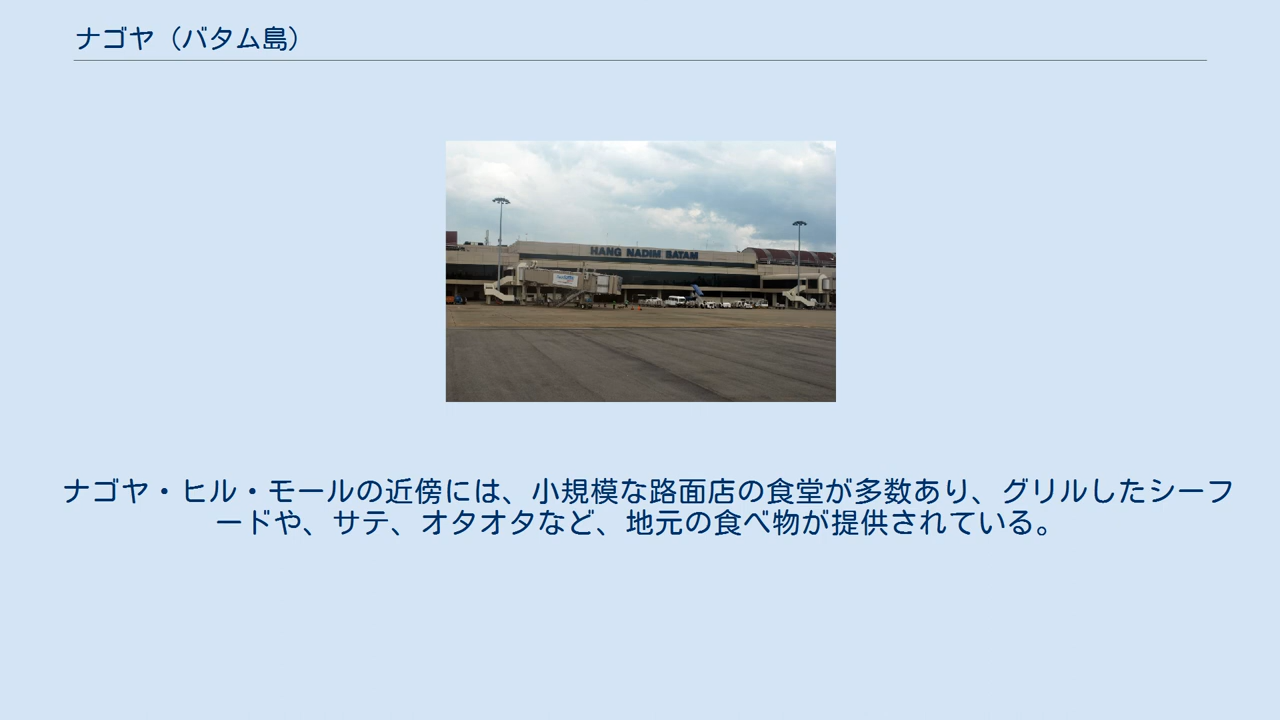 ナゴヤ（バタム島）
HANG NADIM BATAM
ナゴヤ・ヒル・モールの近傍には、小規模な路面店の食堂が多数あり、グリルしたシーフ
ードや、サテ、オタオタなど、地元の食べ物が提供されている。